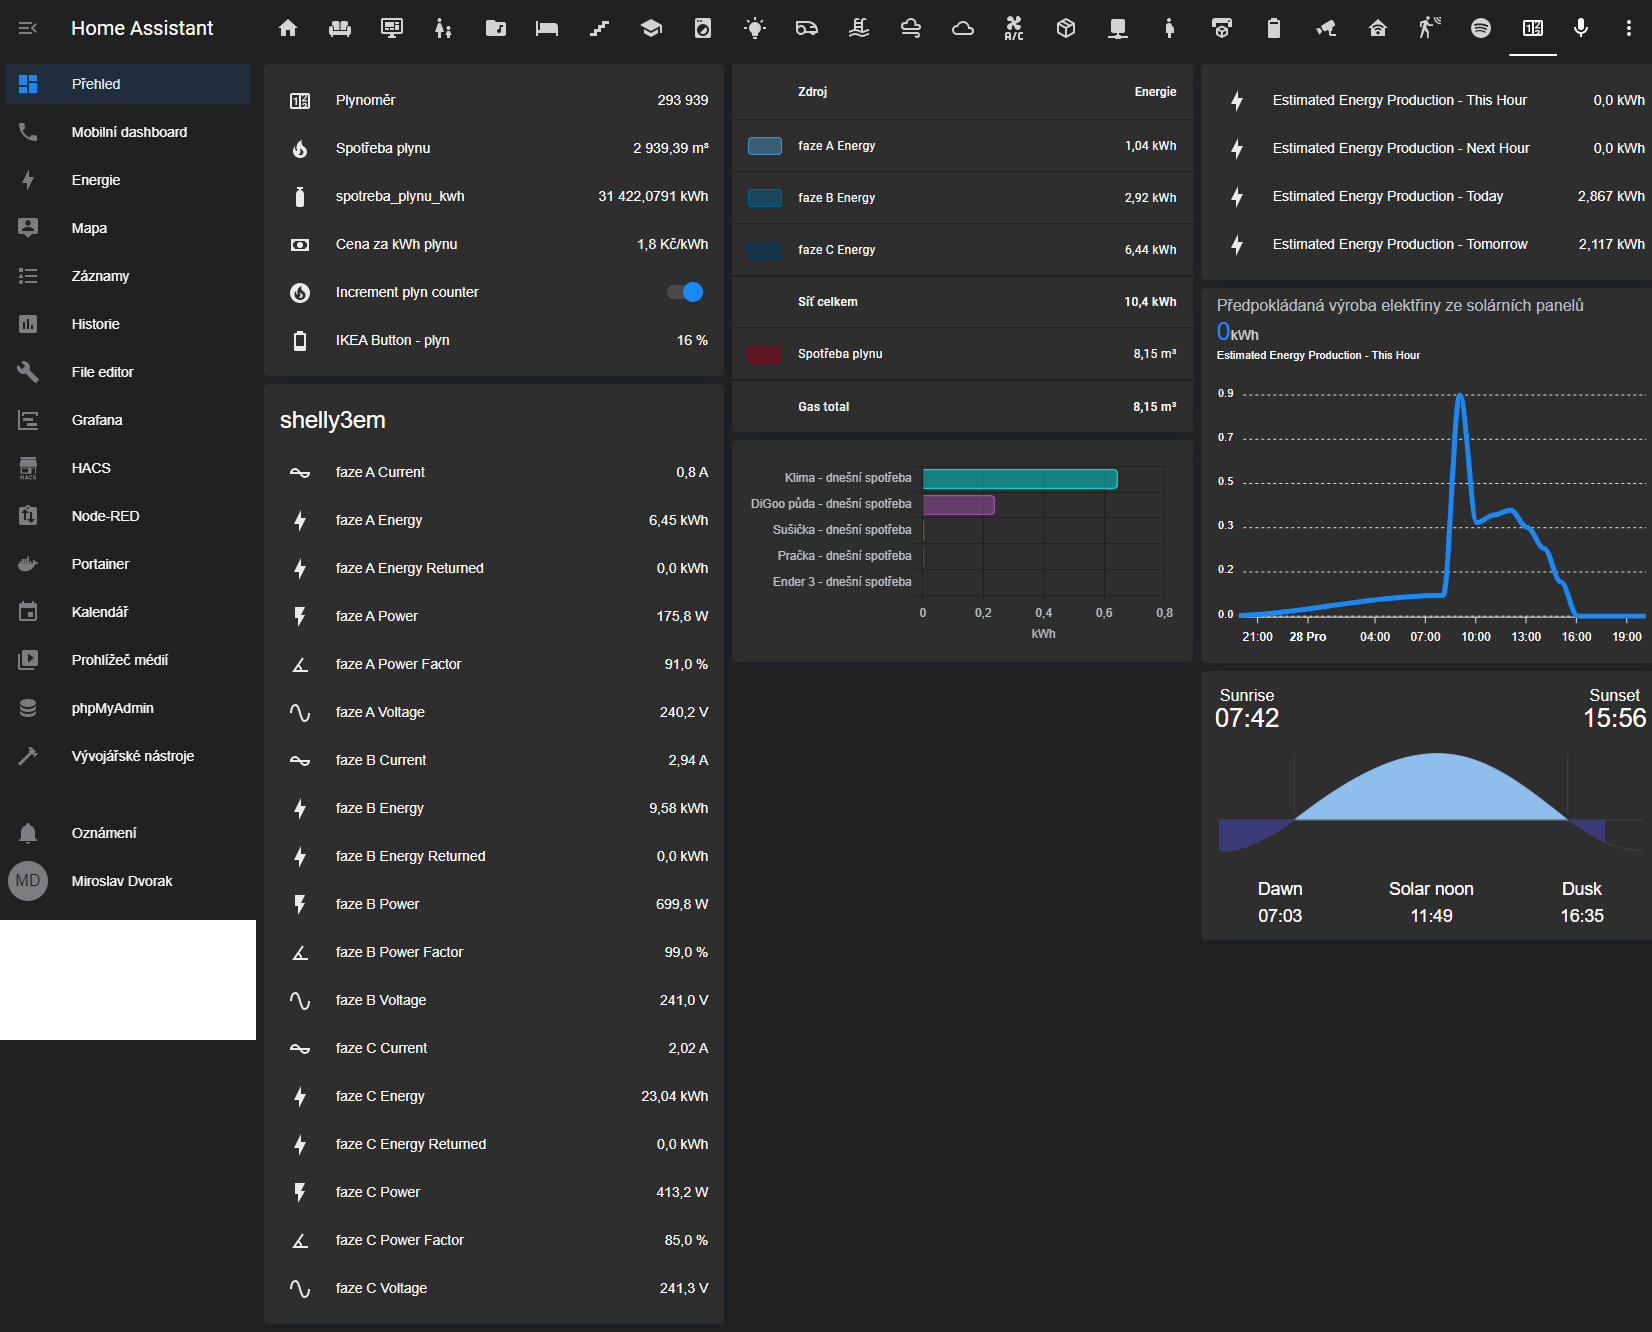 Home Assistant
A/C
Přehled
Mobilní dashboard
Energie
Mapa
Záznamy
Historie
File editor
Grafana
HACS
HACS
Node-RED
Portainer
Kalendář
Prohlížeč médií
phpMyAdmin
Vývojářské nástroje
Oznámení
MD Miroslav Dvorak
Plynoměr 293 939
Spotřeba plynu 2 939,39 m³
spotreba_plynu_kwh 31 422,0791 kWh
Cena za kWh plynu 1,8 Kč/kWh
Increment plyn counter
IKEA Button - plyn 16 %
shelly3em
faze A Current 0,8 A
faze A Energy 6,45 kWh
faze A Energy Returned 0,0 kWh
faze A Power 175,8 W
faze A Power Factor 91,0 %
faze A Voltage 240,2 V
faze B Current 2,94 A
faze B Energy 9,58 kWh
faze B Energy Returned 0,0 kWh
faze B Power 699,8 W
faze B Power Factor 99,0 %
faze B Voltage 241,0 V
faze C Current 2,02 A
faze C Energy 23,04 kWh
faze C Energy Returned 0,0 kWh
faze C Power 413,2 W
faze C Power Factor 85,0 %
faze C Voltage 241,3 V
Zdroj Energie
faze A Energy 1,04 kWh
faze B Energy 2,92 kWh
faze C Energy 6,44 kWh
Síť celkem 10,4 kWh
Spotřeba plynu 8,15 m³
Gas total 8,15 m³
Klima - dnešní spotřeba
DiGoo půda - dnešní spotřeba
Sušička - dnešní spotřeba
Pračka - dnešní spotřeba
Ender 3 - dnešní spotřeba
0 0,2 0,4 0,6 0,8
kWh
Estimated Energy Production - This Hour 0,0 kWh
Estimated Energy Production - Next Hour 0,0 kWh
Estimated Energy Production - Today 2,867 kWh
Estimated Energy Production - Tomorrow 2,117 kWh
Předpokládaná výroba elektřiny ze solárních panelů
0kWh
Estimated Energy Production - This Hour
0.9
0.7
0.5
0.3
0.2
0.0
21:00 28 Pro 04:00 07:00 10:00 13:00 16:00 19:00
Sunrise Sunset
07:42 15:56
Dawn Solar noon Dusk
07:03 11:49 16:35